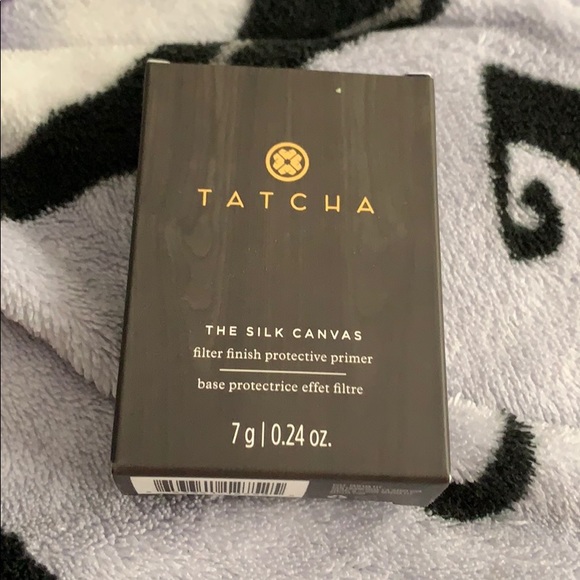 TATCHA
THE SILK CANVAS
filter finish protective primer
base protectrice effet filtre
7 g | 0.24 oz.